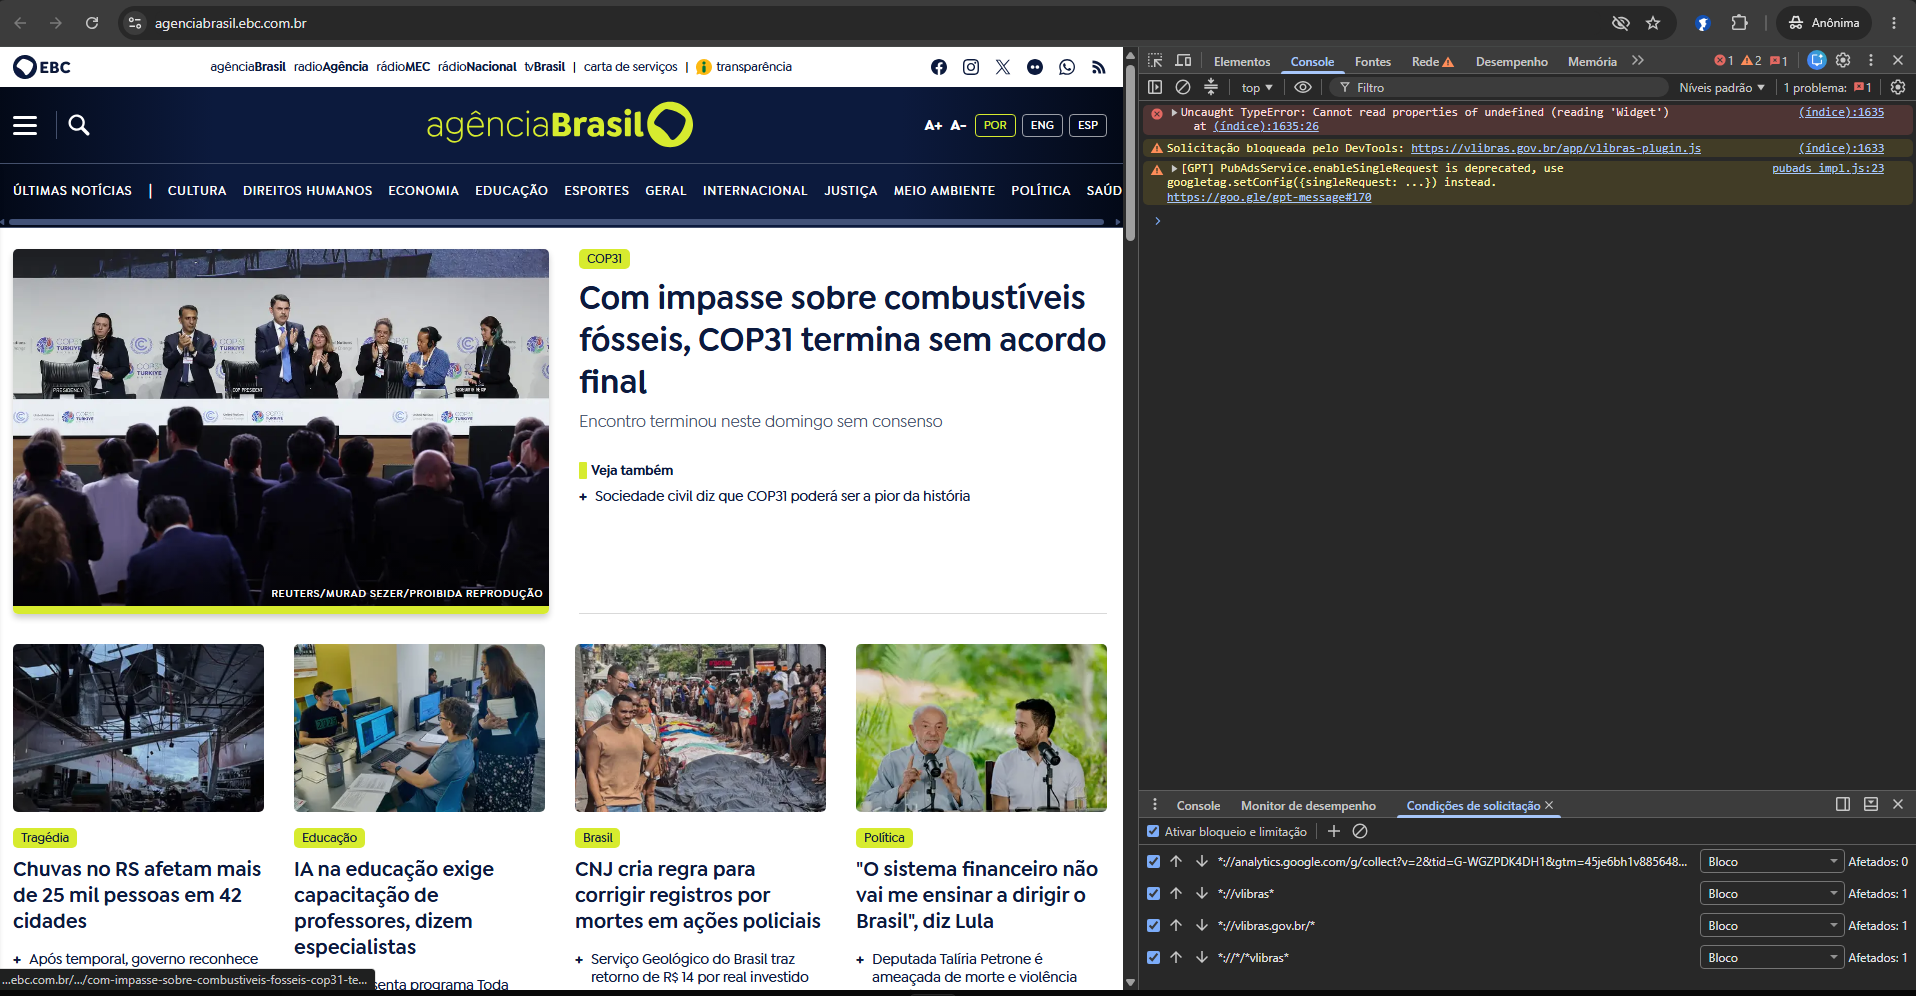 agenciabrasil.ebc.com.br
Anônima
EBC
agênciaBrasil radioAgência rádioMEC rádioNacional tvBrasil | carta de serviços | transparência
agênciaBrasil
A+ A- POR ENG ESP
ÚLTIMAS NOTÍCIAS | CULTURA DIREITOS HUMANOS ECONOMIA EDUCAÇÃO ESPORTES GERAL INTERNACIONAL JUSTIÇA MEIO AMBIENTE POLÍTICA SAÚD
COP31
TÜRKIYE
PRESIDENCY
COP PRESIDENT
REUTERS/MURAD SEZER/PROIBIDA REPRODUÇÃO
COP31
Com impasse sobre combustíveis
fósseis, COP31 termina sem acordo
final
Encontro terminou neste domingo sem consenso
Veja também
+ Sociedade civil diz que COP31 poderá ser a pior da história
Tragédia
Chuvas no RS afetam mais
de 25 mil pessoas em 42
cidades
+ Após temporal, governo reconhece
Educação
IA na educação exige
capacitação de
professores, dizem
especialistas
senta programa Toda
Brasil
CNJ cria regra para
corrigir registros por
mortes em ações policiais
+ Serviço Geológico do Brasil traz
retorno de R$ 14 por real investido
Política
"O sistema financeiro não
vai me ensinar a dirigir o
Brasil", diz Lula
+ Deputada Talíria Petrone é
ameaçada de morte e violência
...ebc.com.br/.../com-impasse-sobre-combustiveis-fosseis-cop31-te...
Elementos Console Fontes Rede Desempenho Memória 1 2 1
top Filtro Níveis padrão 1 problema: 1
Uncaught TypeError: Cannot read properties of undefined (reading 'Widget') (índice):1635
at (índice):1635:26
Solicitação bloqueada pelo DevTools: https://vlibras.gov.br/app/vlibras-plugin.js (índice):1633
[GPT] PubAdsService.enableSingleRequest is deprecated, use pubads_impl.js:23
googletag.setConfig({singleRequest: ...}) instead.
https://goo.gle/gpt-message#170
Console Monitor de desempenho Condições de solicitação
Ativar bloqueio e limitação
*://analytics.google.com/g/collect?v=2&tid=G-WGZPDK4DH1&gtm=45je6bh1v885648... Bloco Afetados: 0
*://vlibras* Bloco Afetados: 1
*://vlibras.gov.br/* Bloco Afetados: 1
*://*/*vlibras* Bloco Afetados: 1